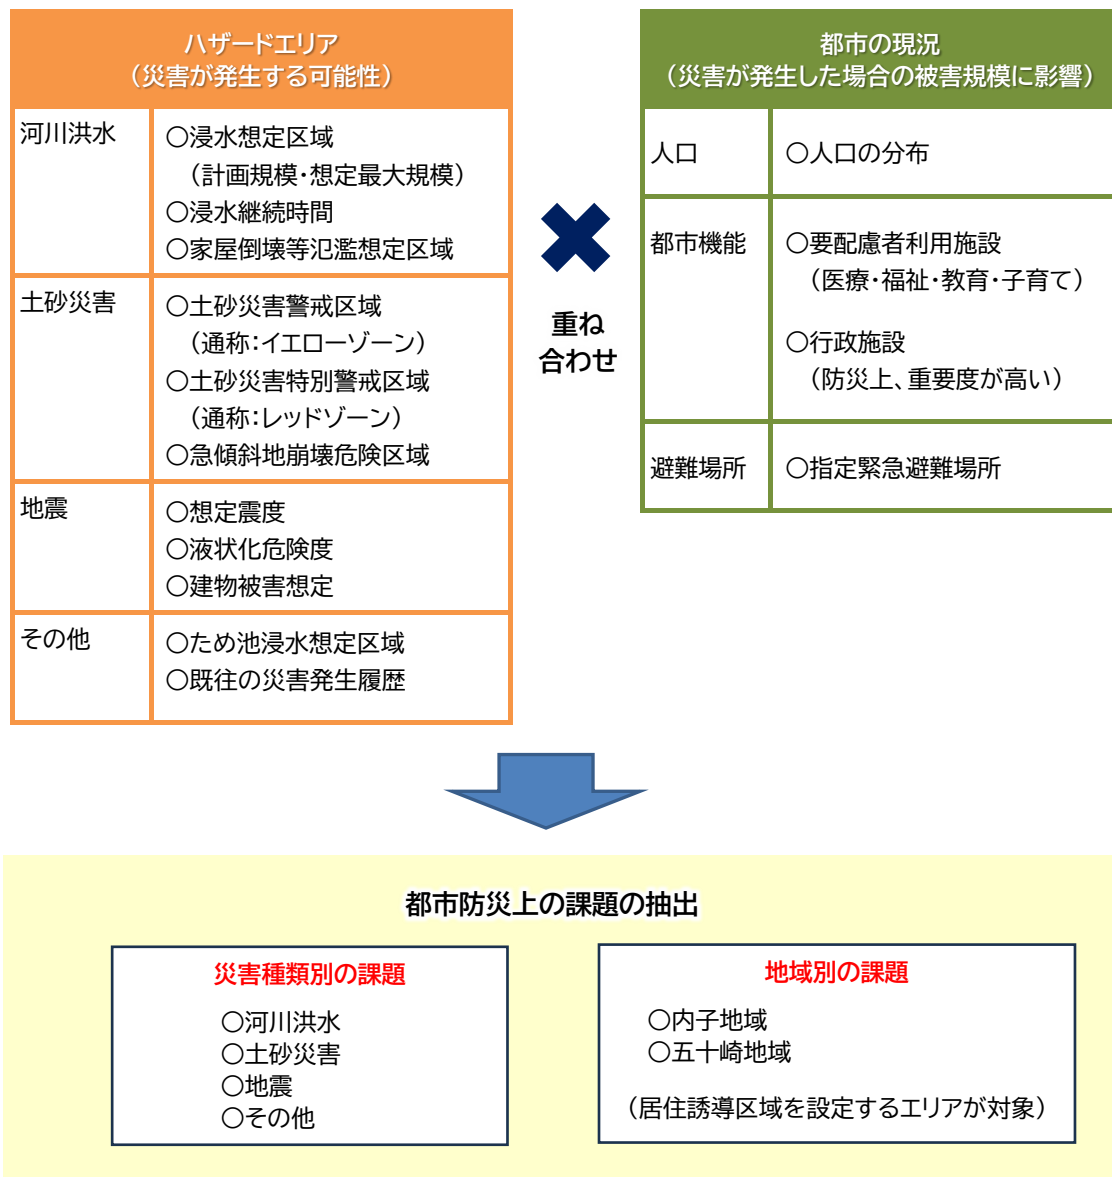 ハザードエリア
（災害が発生する可能性）
河川洪水
○浸水想定区域
（計画規模・想定最大規模）
○浸水継続時間
○家屋倒壊等氾濫想定区域
土砂災害
○土砂災害警戒区域
（通称：イエローゾーン）
○土砂災害特別警戒区域
（通称：レッドゾーン）
○急傾斜地崩壊危険区域
地震
○想定震度
○液状化危険度
○建物被害想定
その他
○ため池浸水想定区域
○既往の災害発生履歴
重ね
合わせ
都市の現況
（災害が発生した場合の被害規模に影響）
人口
○人口の分布
都市機能
○要配慮者利用施設
（医療・福祉・教育・子育て）
○行政施設
（防災上、重要度が高い）
避難場所
○指定緊急避難場所
都市防災上の課題の抽出
災害種類別の課題
○河川洪水
○土砂災害
○地震
○その他
地域別の課題
○内子地域
○五十崎地域
（居住誘導区域を設定するエリアが対象）